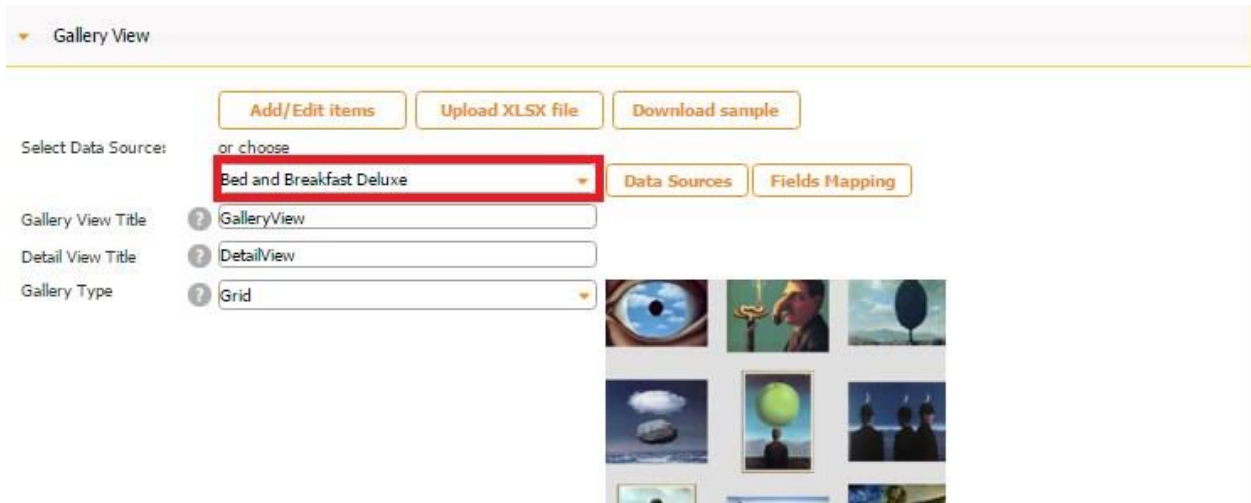 Gallery View
Add/Edit items Upload XLSX file Download sample
Select Data Source: or choose
Bed and Breakfast Deluxe Data Sources Fields Mapping
Gallery View Title ? GalleryView
Detail View Title ? DetailView
Gallery Type ? Grid